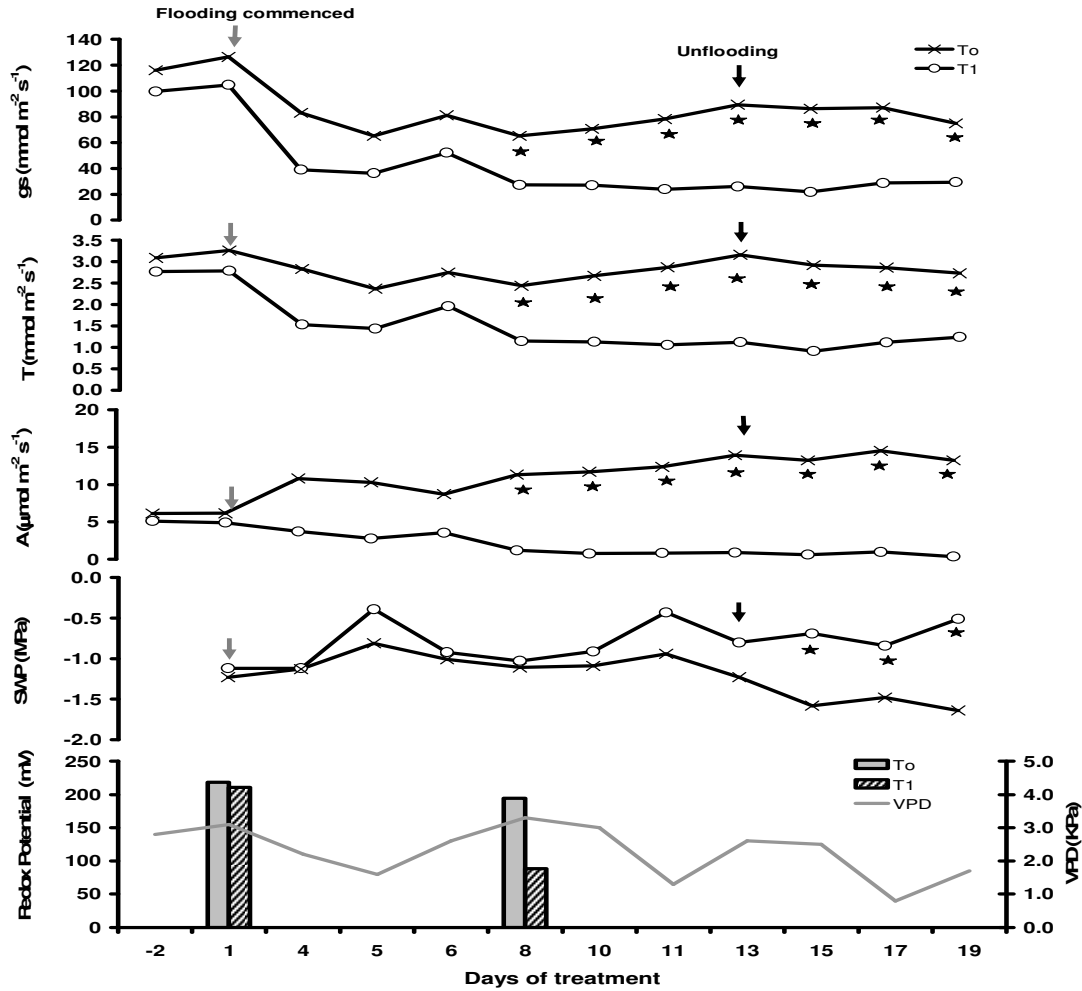 Flooding commenced
Unflooding
To
T1
gs (mmol m⁻² s⁻¹)
140
120
100
80
60
40
20
0
T (mmol m⁻² s⁻¹)
3.5
3.0
2.5
2.0
1.5
1.0
0.5
0.0
A (µmol m⁻² s⁻¹)
20
15
10
5
0
SWP (MPa)
0.0
-0.5
-1.0
-1.5
-2.0
Redox Potential (mV)
250
200
150
100
50
0
To
T1
VPD
5.0
4.0
3.0
2.0
1.0
0.0
VPD (KPa)
-2 1 4 5 6 8 10 11 13 15 17 19
Days of treatment